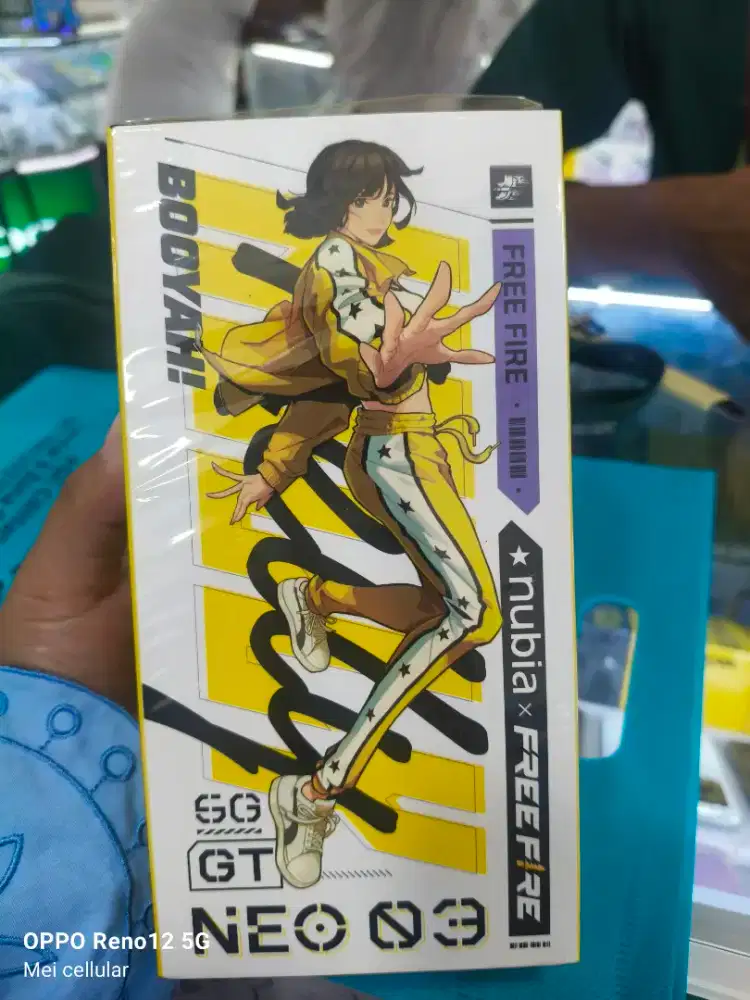 BOOYAH!
FREE FIRE
nubia × FREE FIRE
5G
GT
NEO 03
OPPO Reno12 5G
Mei cellular